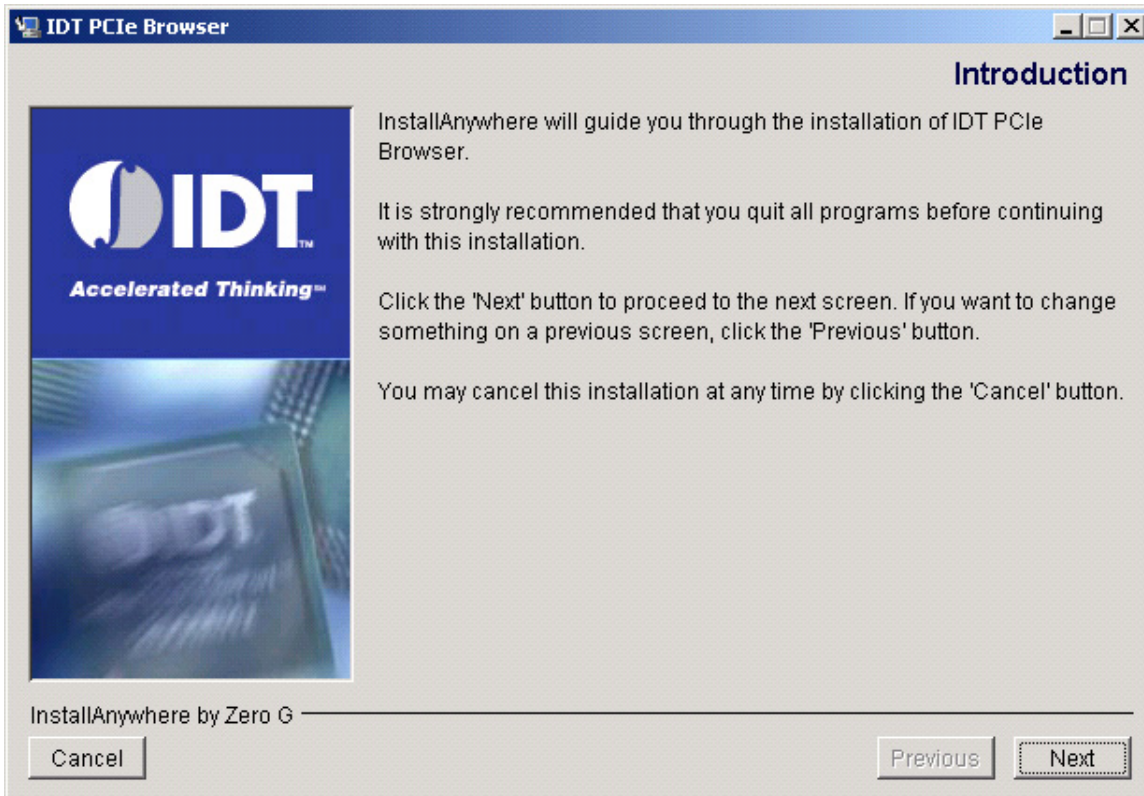 IDT PCIe Browser
Introduction
IDT™
Accelerated Thinking℠
InstallAnywhere will guide you through the installation of IDT PCIe
Browser.
It is strongly recommended that you quit all programs before continuing
with this installation.
Click the 'Next' button to proceed to the next screen. If you want to change
something on a previous screen, click the 'Previous' button.
You may cancel this installation at any time by clicking the 'Cancel' button.
IDT
InstallAnywhere by Zero G
Cancel
Previous
Next